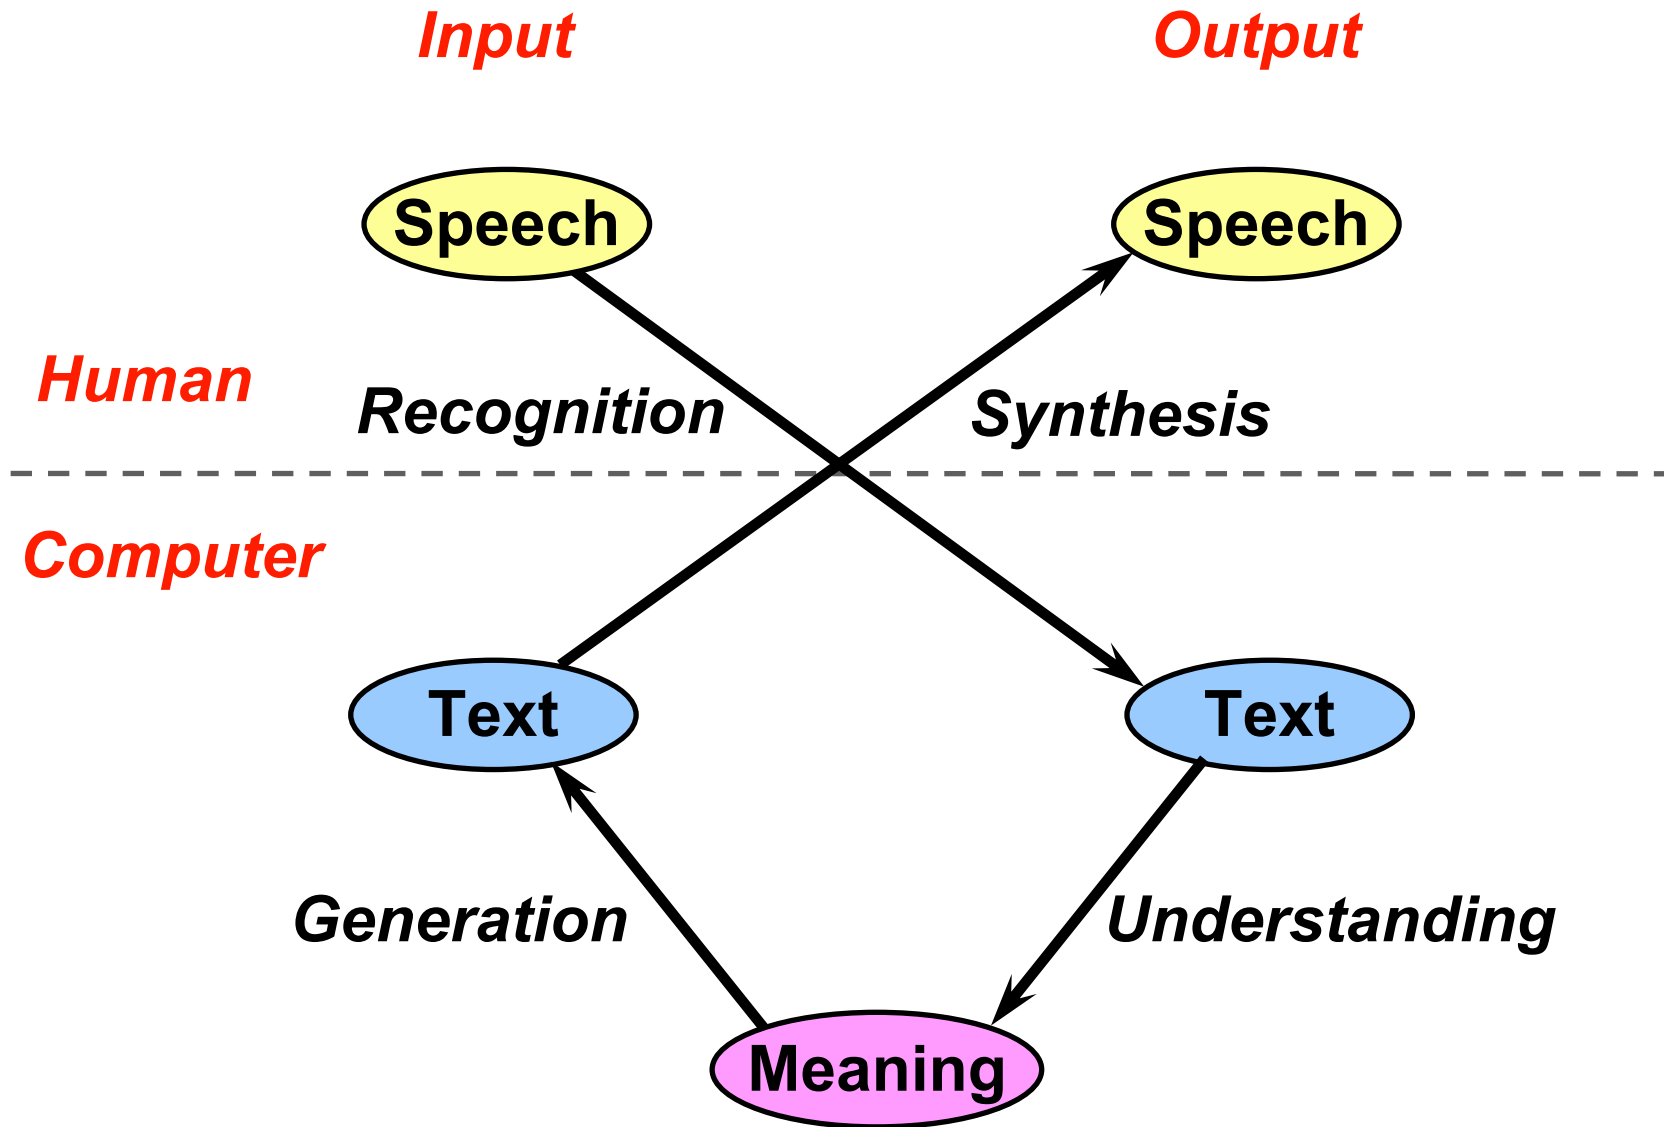 Input
Output
Speech
Speech
Human
Recognition
Synthesis
Computer
Text
Text
Generation
Understanding
Meaning